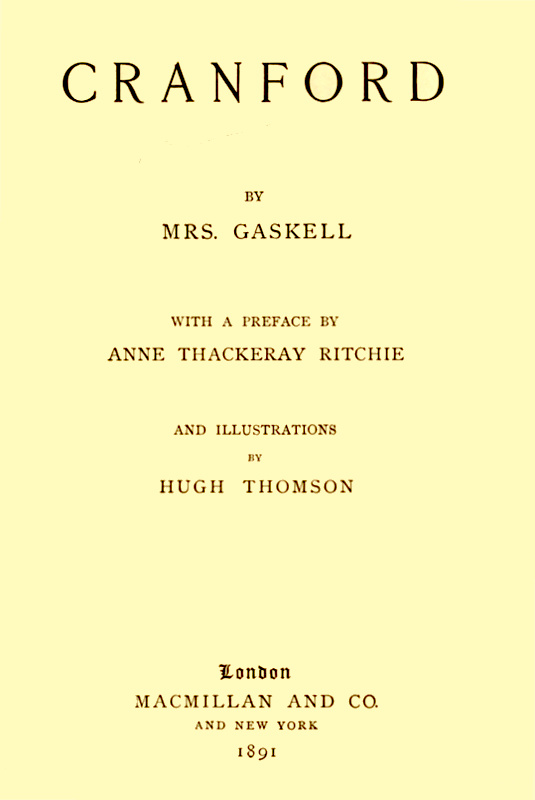 CRANFORD
BY
MRS. GASKELL
WITH A PREFACE BY
ANNE THACKERAY RITCHIE
AND ILLUSTRATIONS
BY
HUGH THOMSON
London
MACMILLAN AND CO.
AND NEW YORK
1891